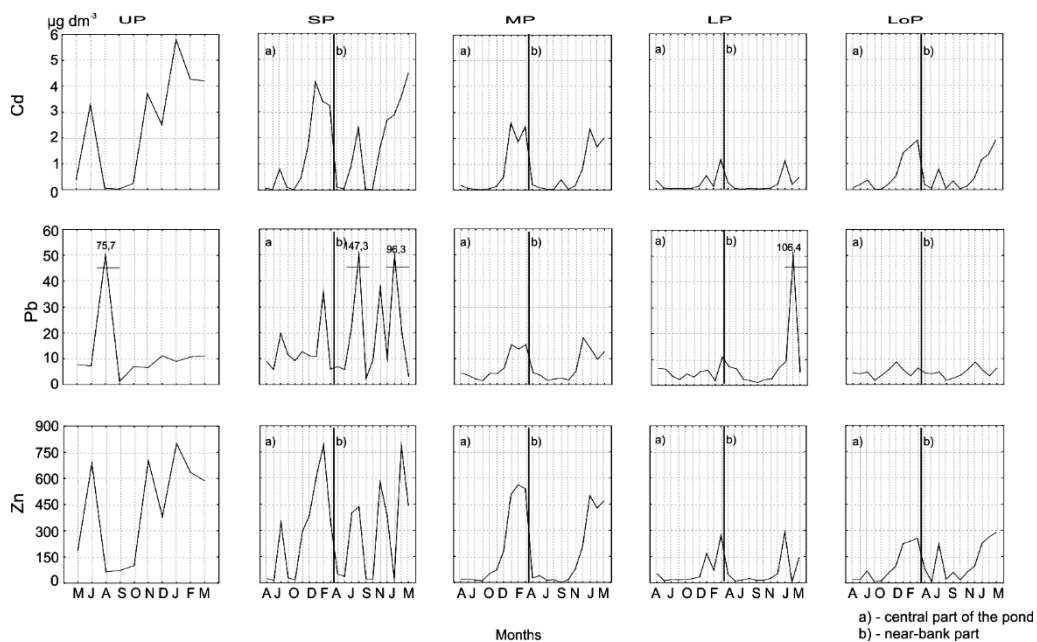 µg dm-3 UP SP MP LP LoP
6 a) b) a) b) a) b) a) b)
5
4
Cd
3
2
1
0
60 75,7 a b) 147,3 96,3 a) b) a) b) 106,4 a) b)
50
40
Pb
30
20
10
0
900 a) b) a) b) a) b) a) b)
750
600
Zn
450
300
150
0
M J A S O N D J F M A J A O D F A J S N J M A J A O D F A J S N J M A J A O D F A J S N J M A J A O D F A J S N J M
a) - central part of the pond
Months b) - near-bank part